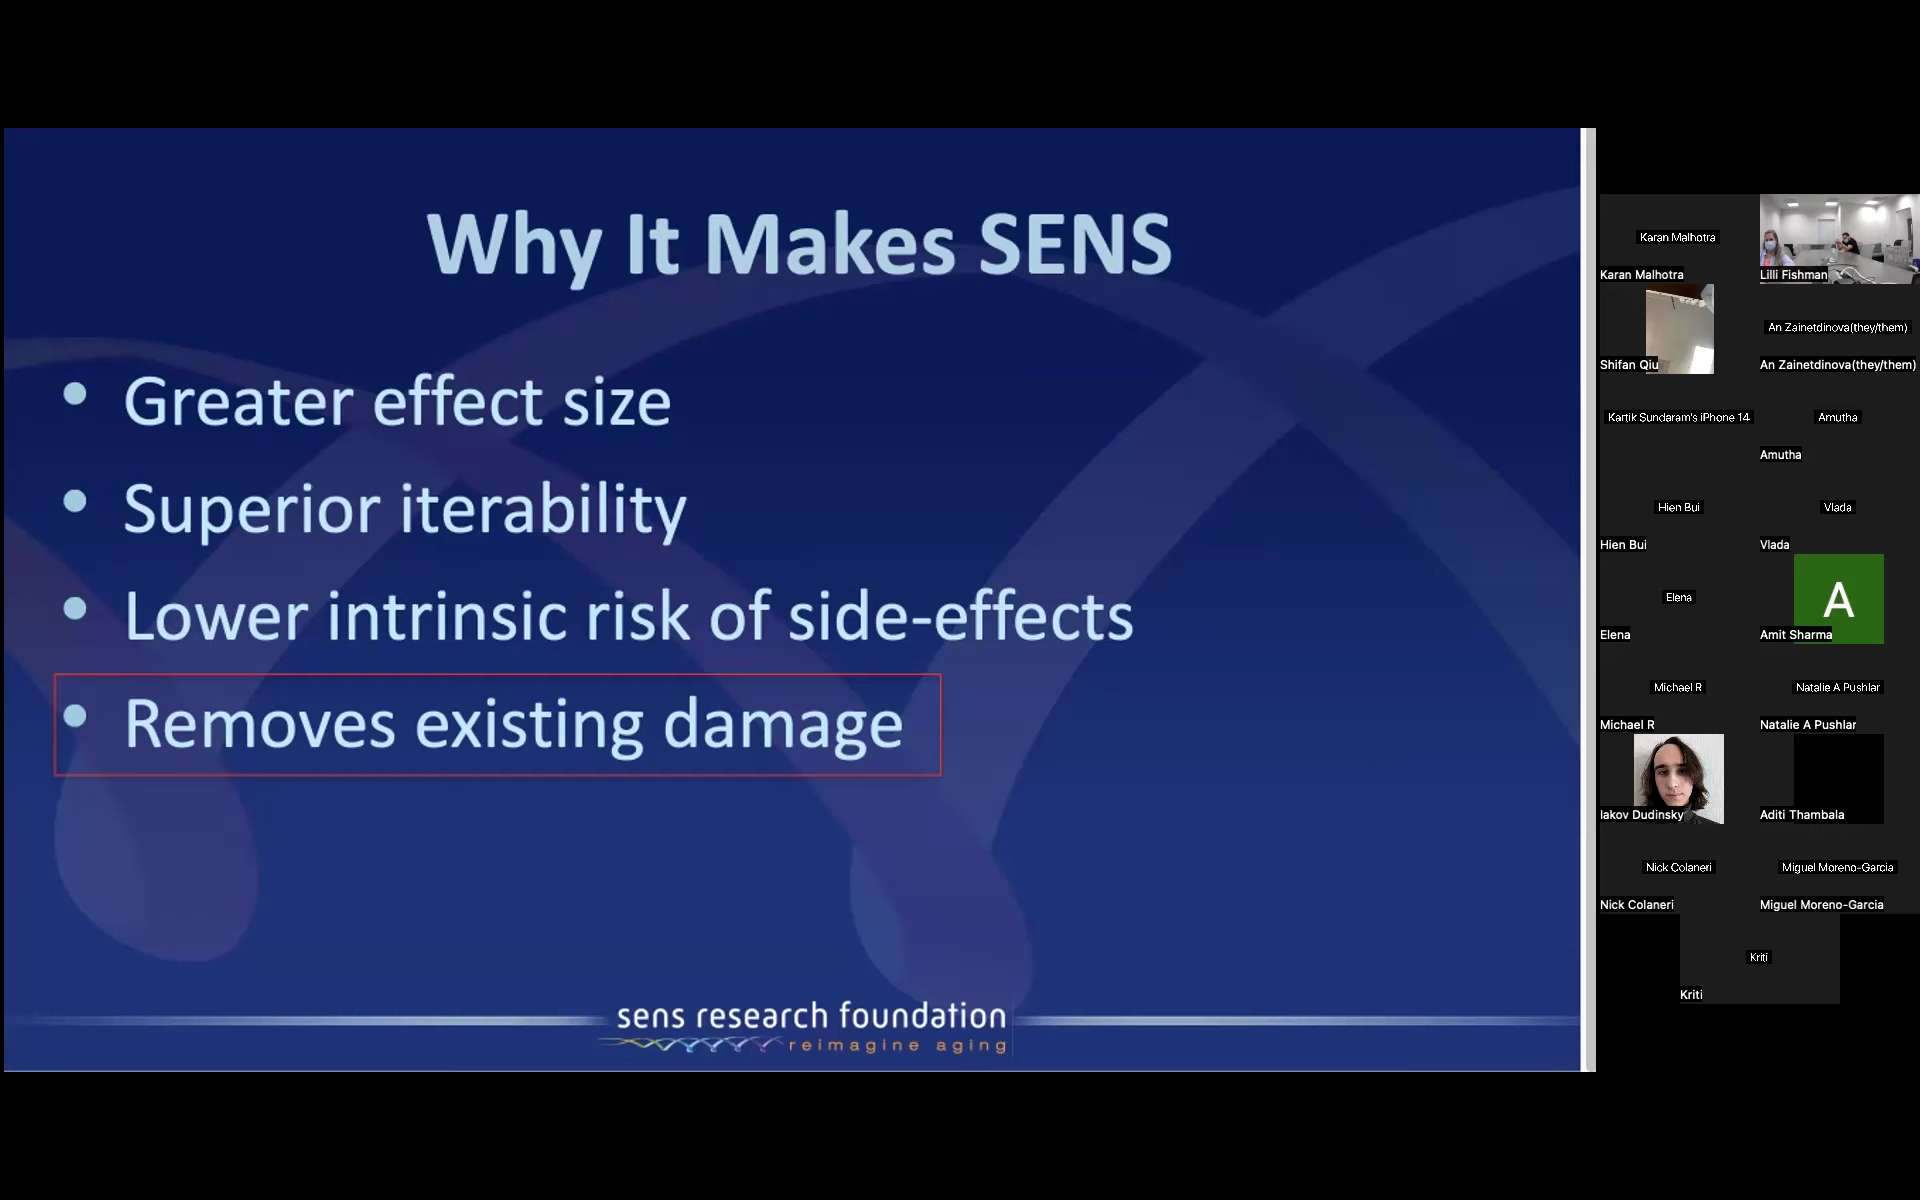 Why It Makes SENS
• Greater effect size
• Superior iterability
• Lower intrinsic risk of side-effects
• Removes existing damage
sens research foundation
reimagine aging
Karan Malhotra
Karan Malhotra
Lilli Fishman
Shifan Qiu
An Zainetdinova(they/them)
An Zainetdinova(they/them)
Kartik Sundaram's iPhone 14
Amutha
Amutha
Hien Bui
Hien Bui
Vlada
Vlada
Elena
Elena
A
Amit Sharma
Michael R
Michael R
Natalie A Pushlar
Natalie A Pushlar
Iakov Dudinsky
Aditi Thambala
Nick Colaneri
Nick Colaneri
Miguel Moreno-Garcia
Miguel Moreno-Garcia
Kriti
Kriti